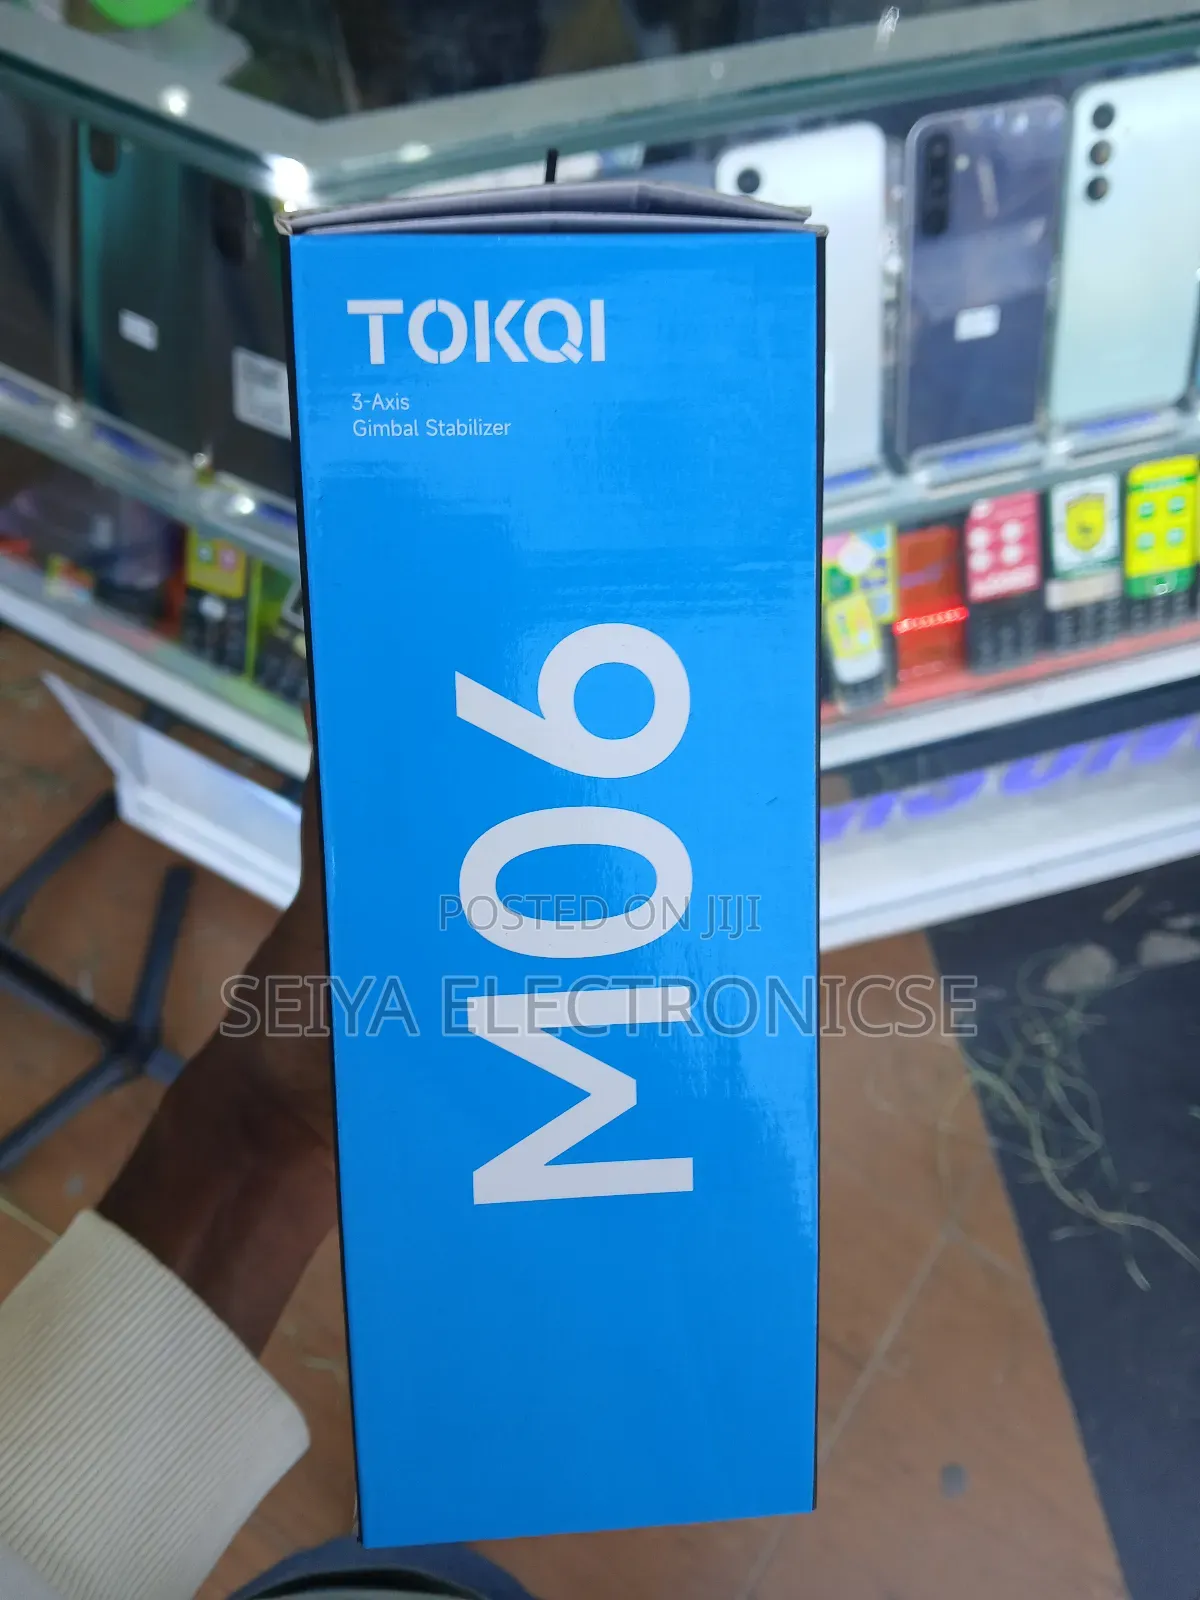 TOKQI
3-Axis
Gimbal Stabilizer
M06
POSTED ON JIJI
SEIYA ELECTRONICSE